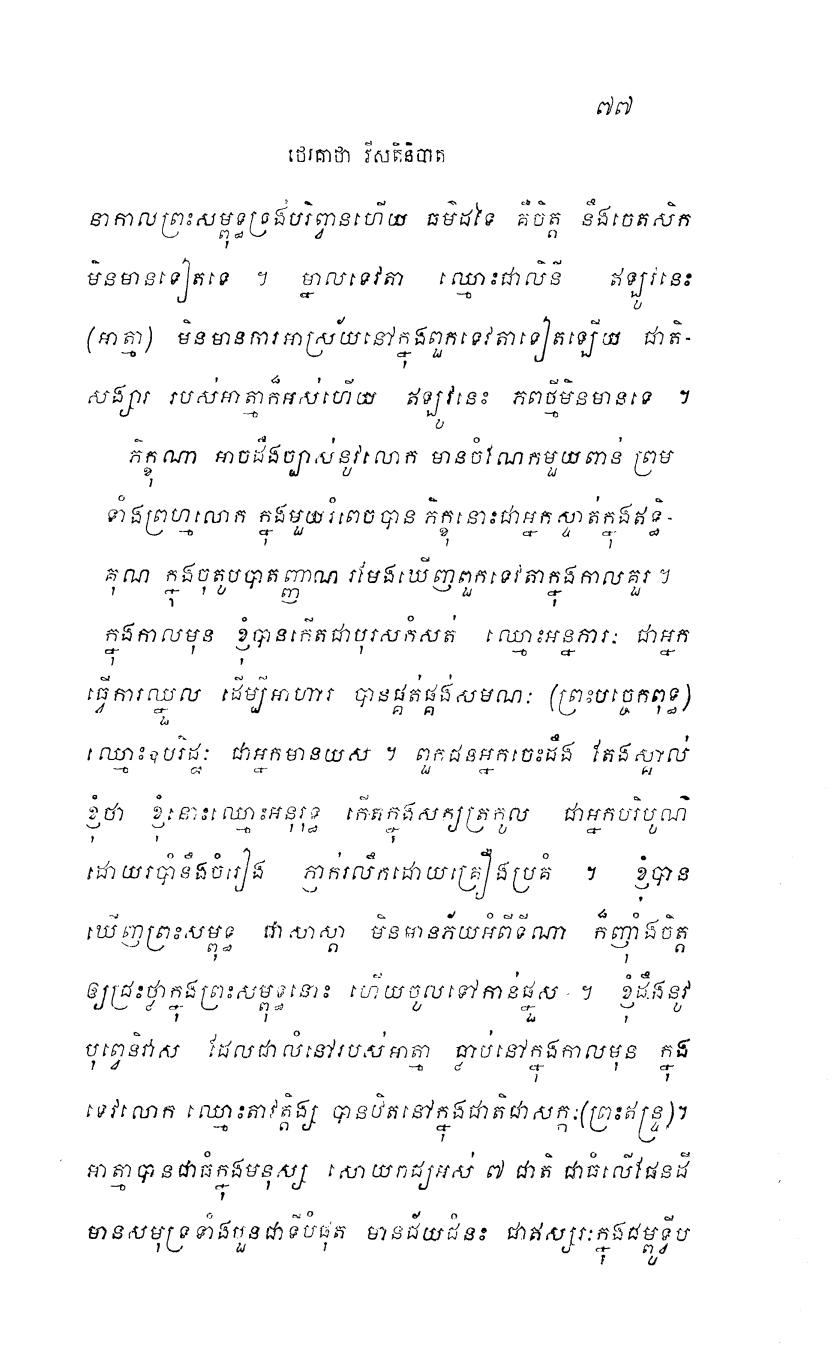 ៧៧
ថេរគាថា វីសតិនិបាត
នាកាលព្រះសម្ពុទ្ធទ្រង់បរិព្វានហើយ ធម៌ដទៃ គឺចិត្ត នឹងចេតសិក
មិនមានទៀតទេ ។ ម្នាលទេវតា ឈ្មោះជាលិនី ឥឡូវនេះ
(អាត្មា) មិនមានការអាស្រ័យនៅក្នុងពួកទេវតាទៀតឡើយ ជាតិ-
សង្សារ របស់អាត្មាក៏អស់ហើយ ឥឡូវនេះ ភពថ្មីមិនមានទេ ។
ភិក្ខុណា អាចដឹងច្បាស់នូវលោក មានចំណែកមួយពាន់ ព្រម
ទាំងព្រហ្មលោក ក្នុងមួយរំពេចបាន ភិក្ខុនោះជាអ្នកស្ទាត់ក្នុងឥទ្ធិ-
គុណ ក្នុងចុតូបបាតញ្ញាណ រមែងឃើញពួកទេវតាក្នុងកាលគួរ ។
ក្នុងកាលមុន ខ្ញុំបានកើតជាបុរសកំសត់ ឈ្មោះអន្នភារៈ ជាអ្នក
ធ្វើការឈ្នួល ដើម្បីអាហារ បានផ្គត់ផ្គង់សមណៈ (ព្រះបច្ចេកពុទ្ធ)
ឈ្មោះឧបរិដ្ឋៈ ជាអ្នកមានយស ។ ពួកជនអ្នកចេះដឹង តែងស្គាល់
ខ្ញុំថា ខ្ញុំនោះឈ្មោះអនុរុទ្ធ កើតក្នុងសក្យត្រកូល ជាអ្នកបរិបូណ៌
ដោយរបាំនឹងចំរៀង ភ្ញាក់រលឹកដោយគ្រឿងប្រគំ ។ ខ្ញុំបាន
ឃើញព្រះសម្ពុទ្ធ ជាសាស្តា មិនមានភ័យអំពីទីណា ក៏ញ៉ាំងចិត្ត
ឲ្យជ្រះថ្លាក្នុងព្រះសម្ពុទ្ធនោះ ហើយចូលទៅកាន់ផ្នួស ។ ខ្ញុំដឹងនូវ
បុព្វេនិវាស ដែលជាលំនៅរបស់អាត្មា ធ្លាប់នៅក្នុងកាលមុន ក្នុង
ទេវលោក ឈ្មោះតាវត្តិង្ស បានឋិតនៅក្នុងជាតិជាសក្កៈ(ព្រះឥន្ទ្រ)។
អាត្មាបានជាធំក្នុងមនុស្ស សោយរាជ្យអស់ ៧ ជាតិ ជាធំលើផែនដី
មានសមុទ្រទាំងបួនជាទីបំផុត មានជ័យជំនះ ជាឥស្សរៈក្នុងជម្ពូទ្វីប